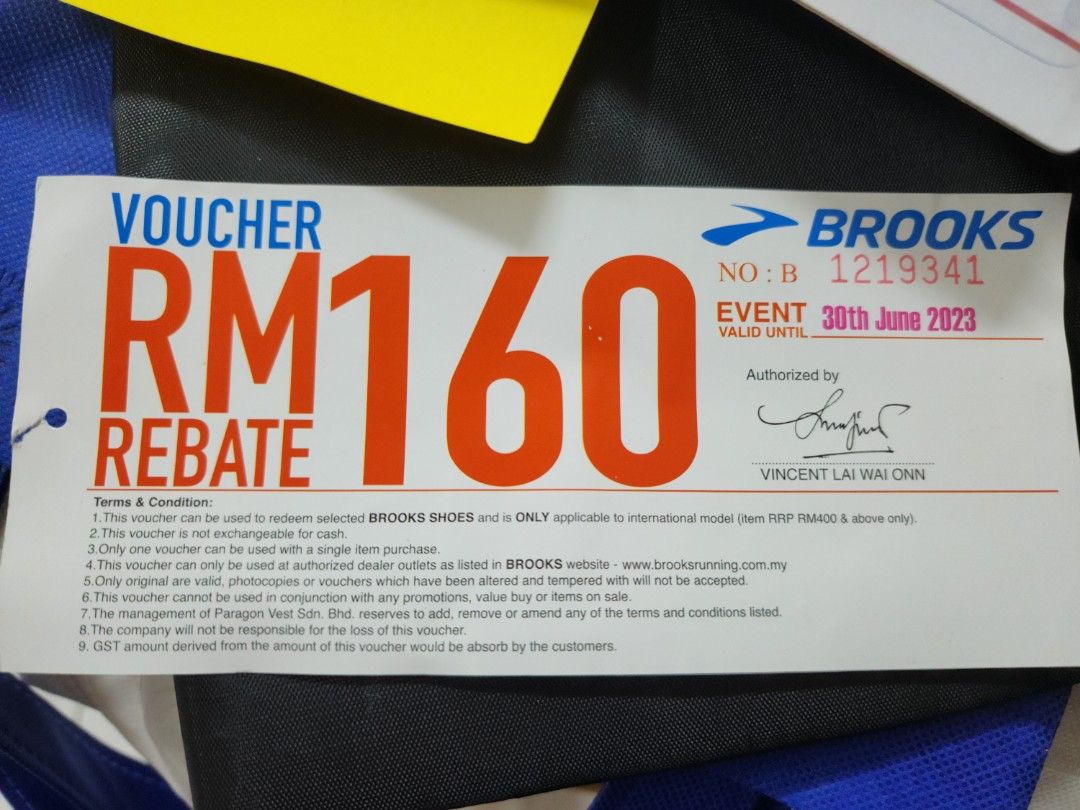 VOUCHER
RM160
REBATE
BROOKS
NO : B 1219341
EVENT
VALID UNTIL 30th June 2023
Authorized by
VINCENT LAI WAI ONN
Terms & Condition:
1.This voucher can be used to redeem selected BROOKS SHOES and is ONLY applicable to international model (item RRP RM400 & above only).
2.This voucher is not exchangeable for cash.
3.Only one voucher can be used with a single item purchase.
4.This voucher can only be used at authorized dealer outlets as listed in BROOKS website - www.brooksrunning.com.my
5.Only original are valid, photocopies or vouchers which have been altered and tempered with will not be accepted.
6.This voucher cannot be used in conjunction with any promotions, value buy or items on sale.
7.The management of Paragon Vest Sdn. Bhd. reserves to add, remove or amend any of the terms and conditions listed.
8.The company will not be responsible for the loss of this voucher.
9. GST amount derived from the amount of this voucher would be absorb by the customers.